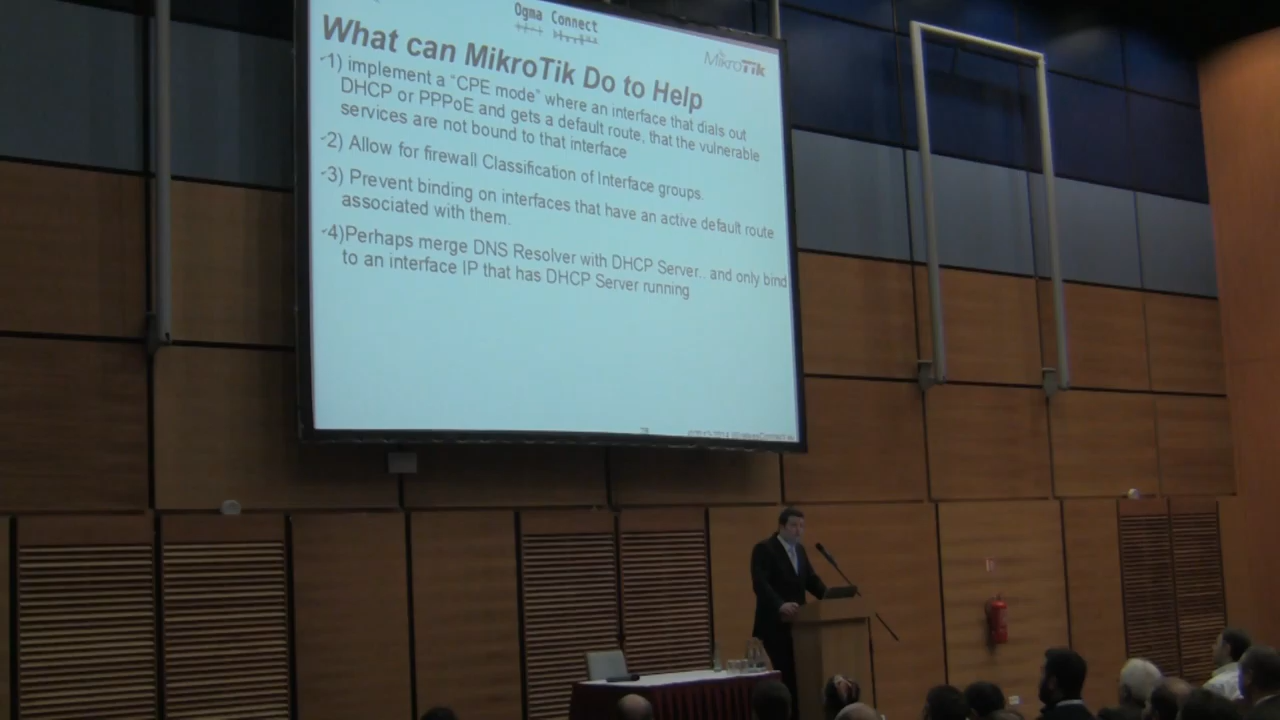 Ogma Connect
MikroTik
What can MikroTik Do to Help
1) implement a "CPE mode" where an interface that dials out
DHCP or PPPoE and gets a default route, that the vulnerable
services are not bound to that interface
2) Allow for firewall Classification of Interface groups.
3) Prevent binding on interfaces that have an active default route
associated with them.
4)Perhaps merge DNS Resolver with DHCP Server.. and only bind
to an interface IP that has DHCP Server running